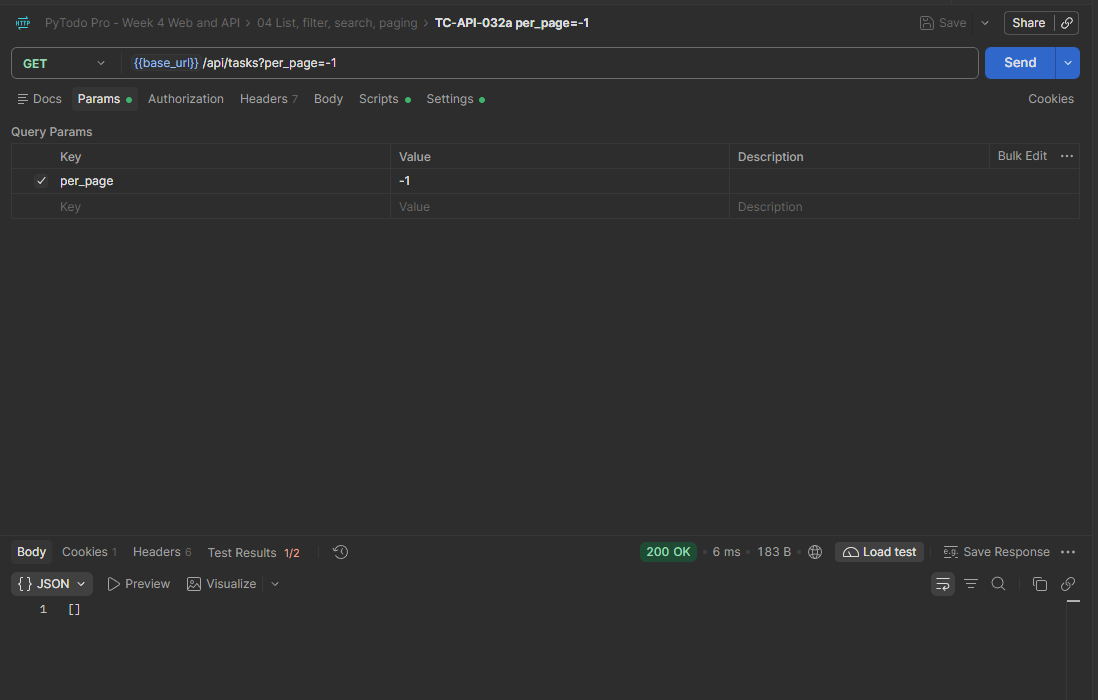 HTTP PyTodo Pro - Week 4 Web and API > 04 List, filter, search, paging > TC-API-032a per_page=-1 Save Share
GET {{base_url}} /api/tasks?per_page=-1 Send
Docs Params Authorization Headers 7 Body Scripts Settings Cookies
Query Params
Key Value Description Bulk Edit
per_page -1
Key Value Description
Body Cookies 1 Headers 6 Test Results 1/2 200 OK 6 ms 183 B Load test e.g. Save Response
{} JSON Preview Visualize
1 []